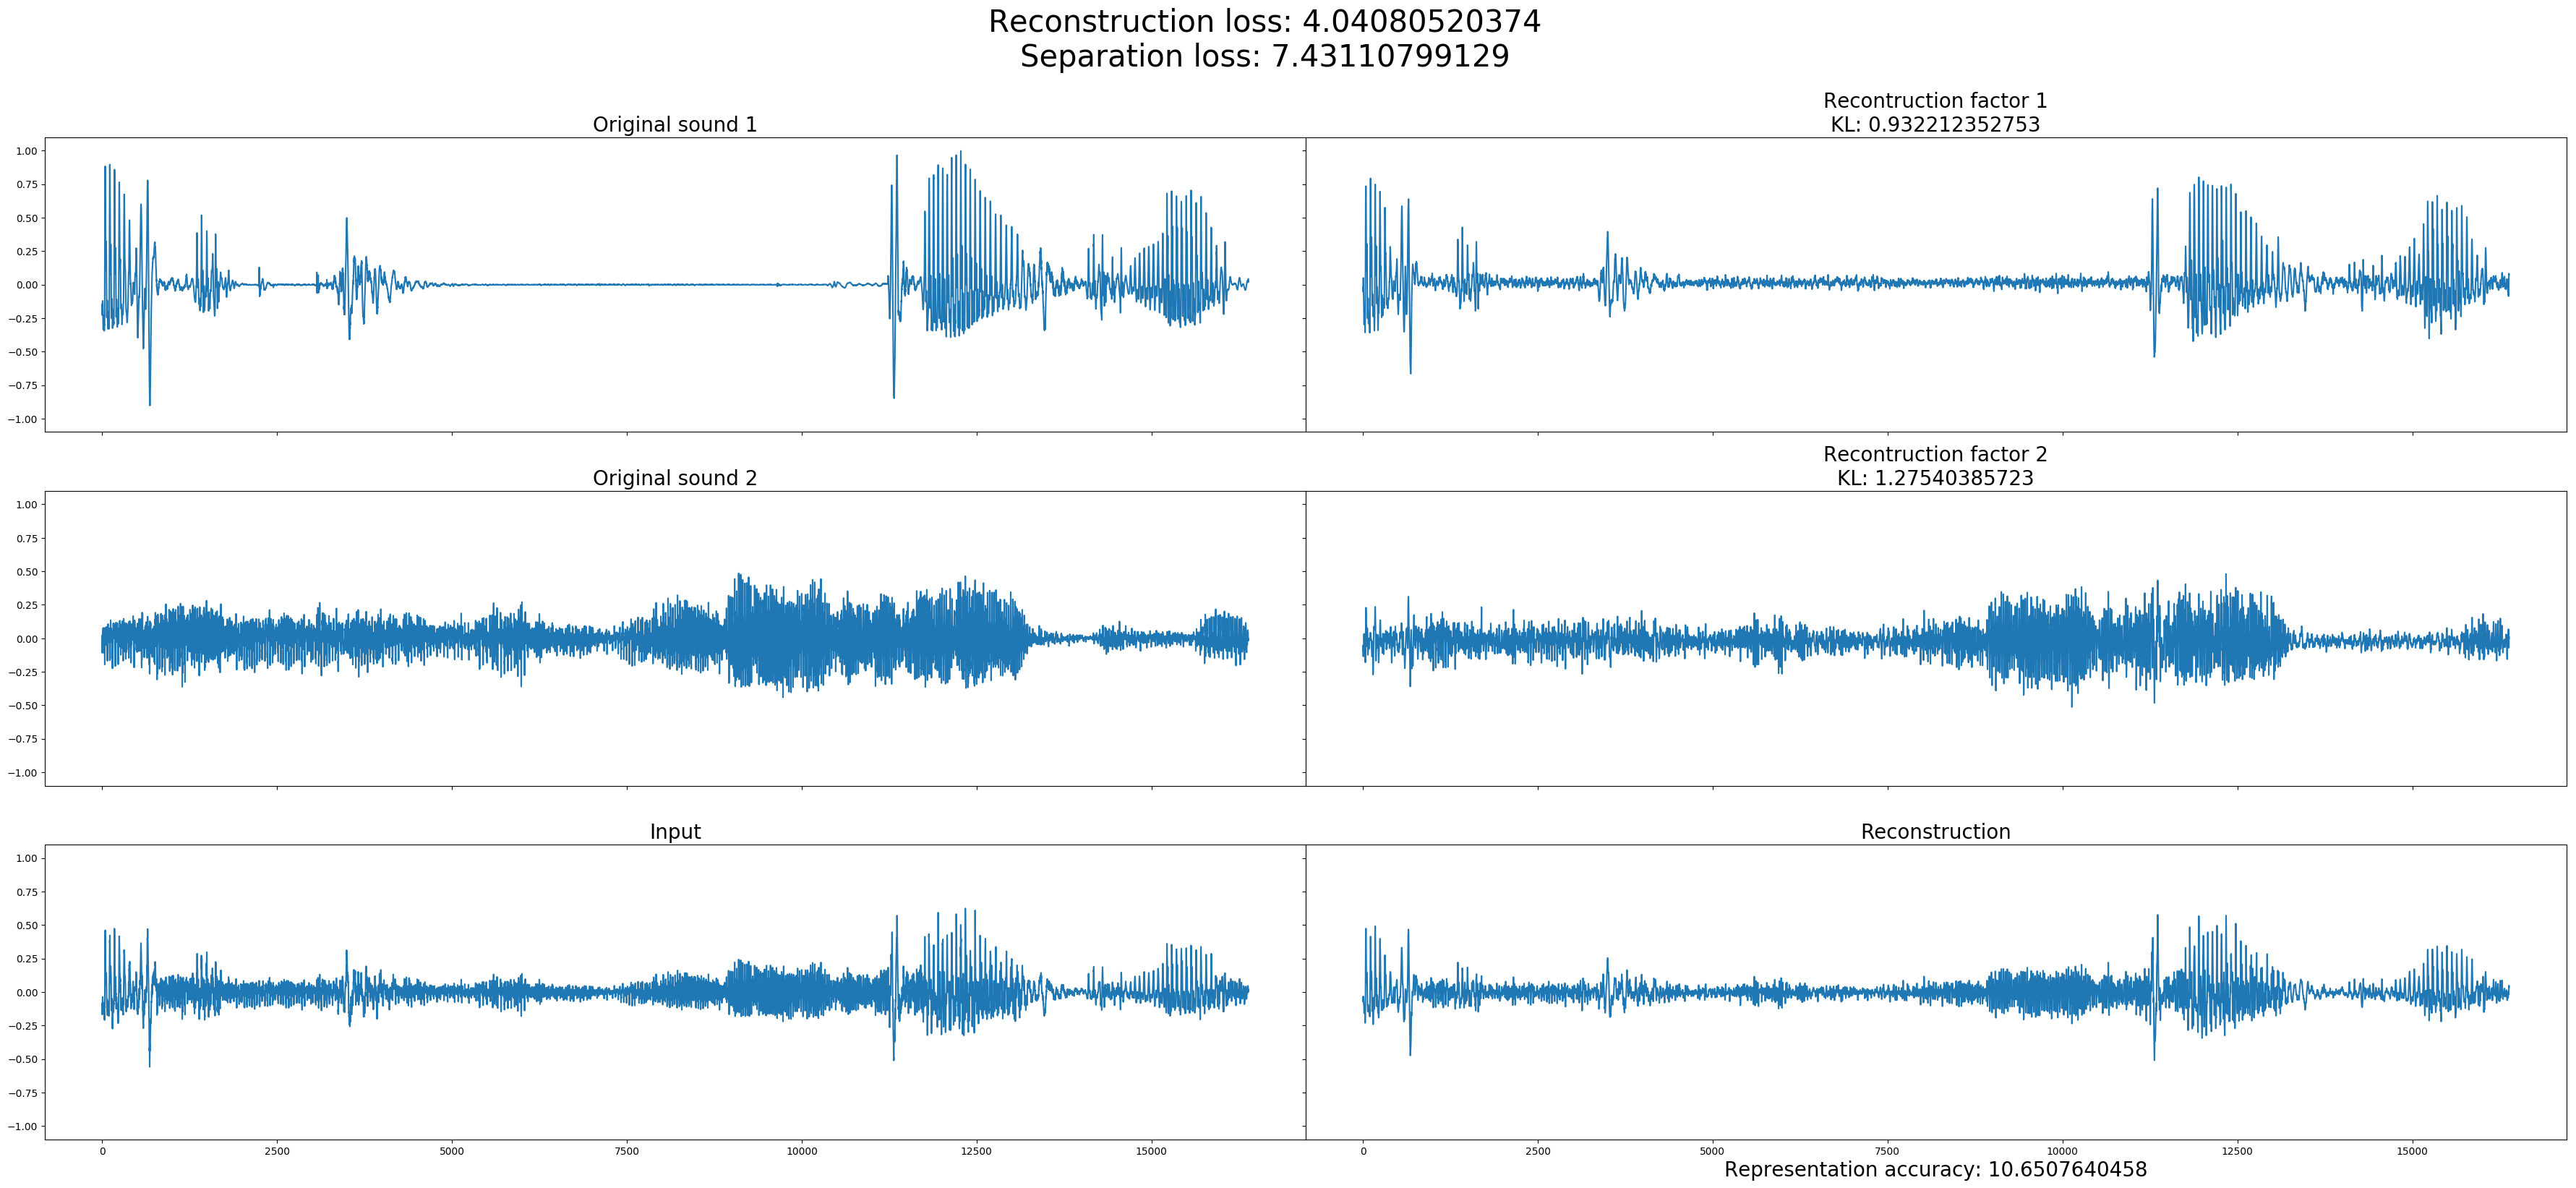 Reconstruction loss: 4.04080520374
Separation loss: 7.43110799129
Original sound 1
Recontruction factor 1
KL: 0.932212352753
1.00
0.75
0.50
0.25
0.00
−0.25
−0.50
−0.75
−1.00
Original sound 2
Recontruction factor 2
KL: 1.27540385723
1.00
0.75
0.50
0.25
0.00
−0.25
−0.50
−0.75
−1.00
Input
Reconstruction
1.00
0.75
0.50
0.25
0.00
−0.25
−0.50
−0.75
−1.00
0 2500 5000 7500 10000 12500 15000
0 2500 5000 7500 10000 12500 15000
Representation accuracy: 10.6507640458